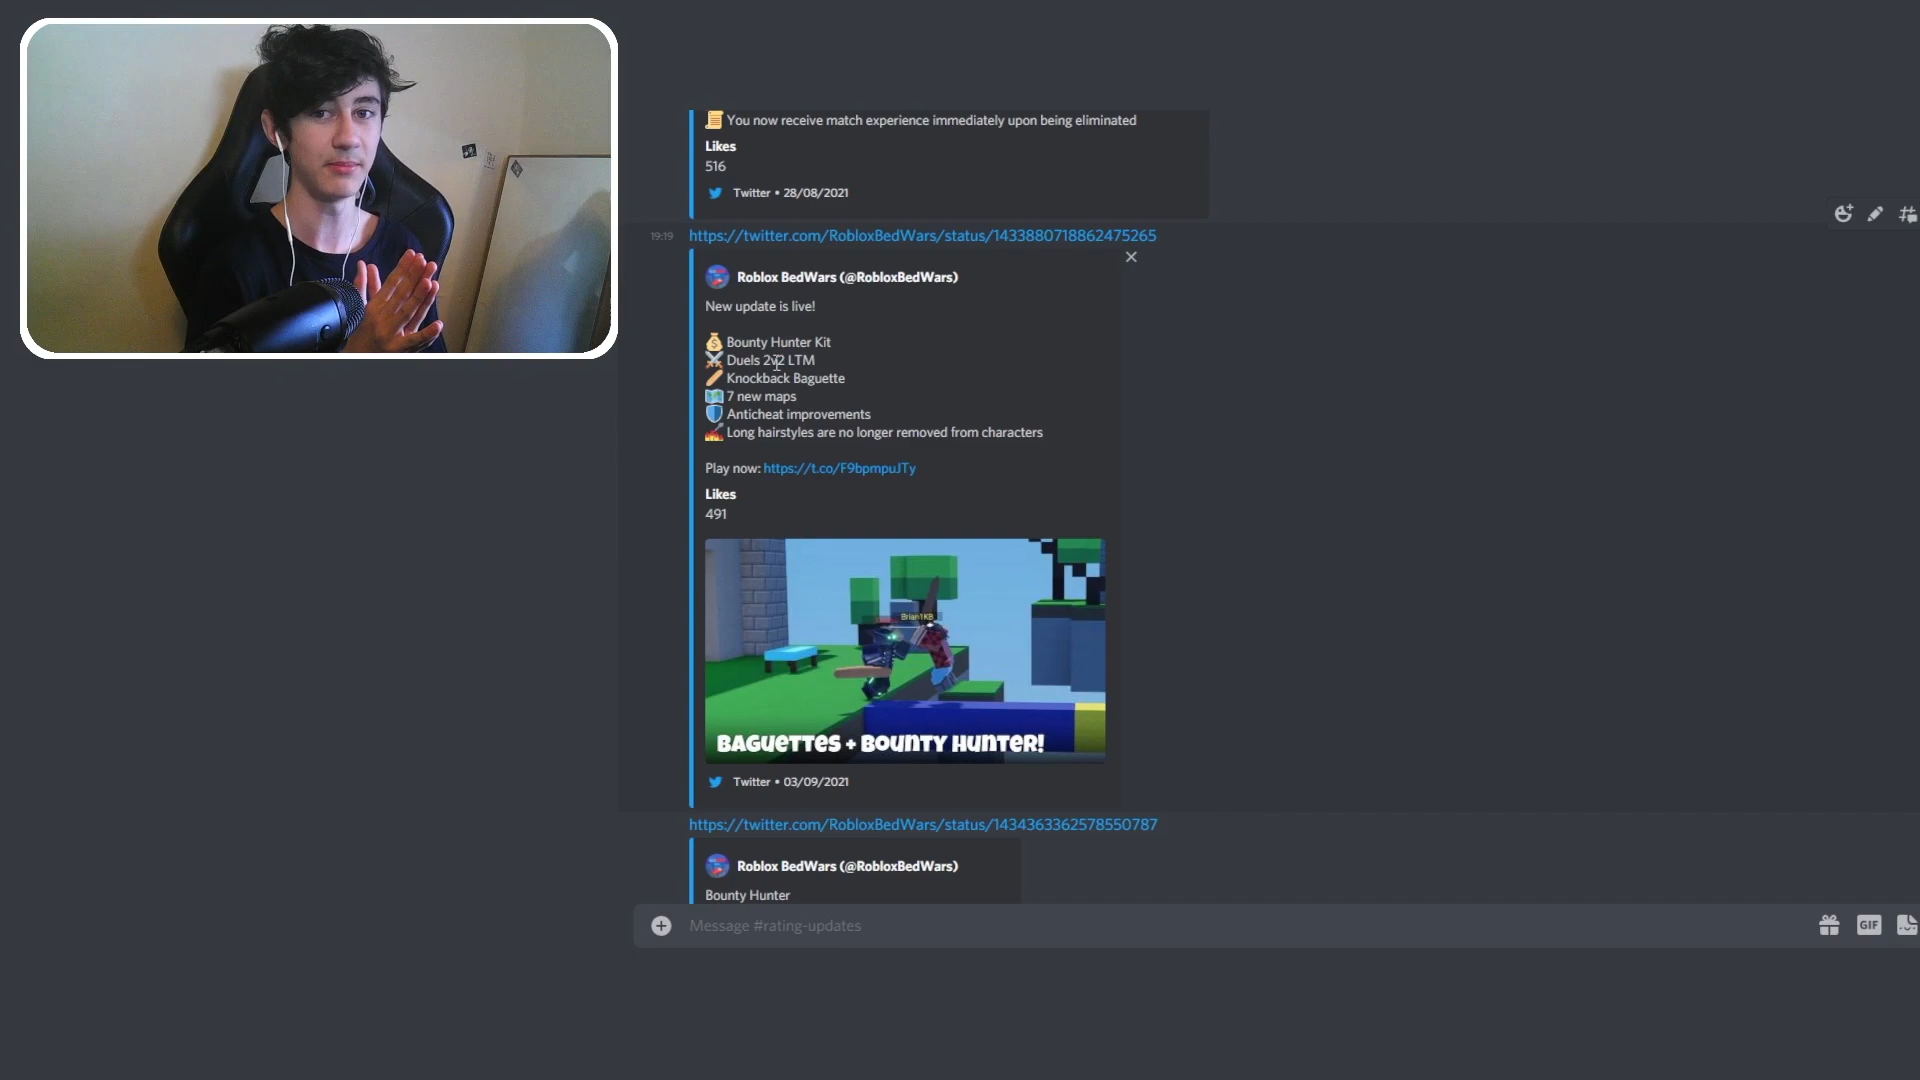 You now receive match experience immediately upon being eliminated
Likes
516
Twitter • 28/08/2021
19:19
https://twitter.com/RobloxBedWars/status/1433880718862475265
Roblox BedWars (@RobloxBedWars)
New update is live!
Bounty Hunter Kit
Duels 2v2 LTM
Knockback Baguette
7 new maps
Anticheat improvements
Long hairstyles are no longer removed from characters
Play now: https://t.co/F9bpmpuJTy
Likes
491
Brian1KB
BAGUETTES + BOUNTY HUNTER!
Twitter • 03/09/2021
https://twitter.com/RobloxBedWars/status/1434363362578550787
Roblox BedWars (@RobloxBedWars)
Bounty Hunter
Message #rating-updates
GIF